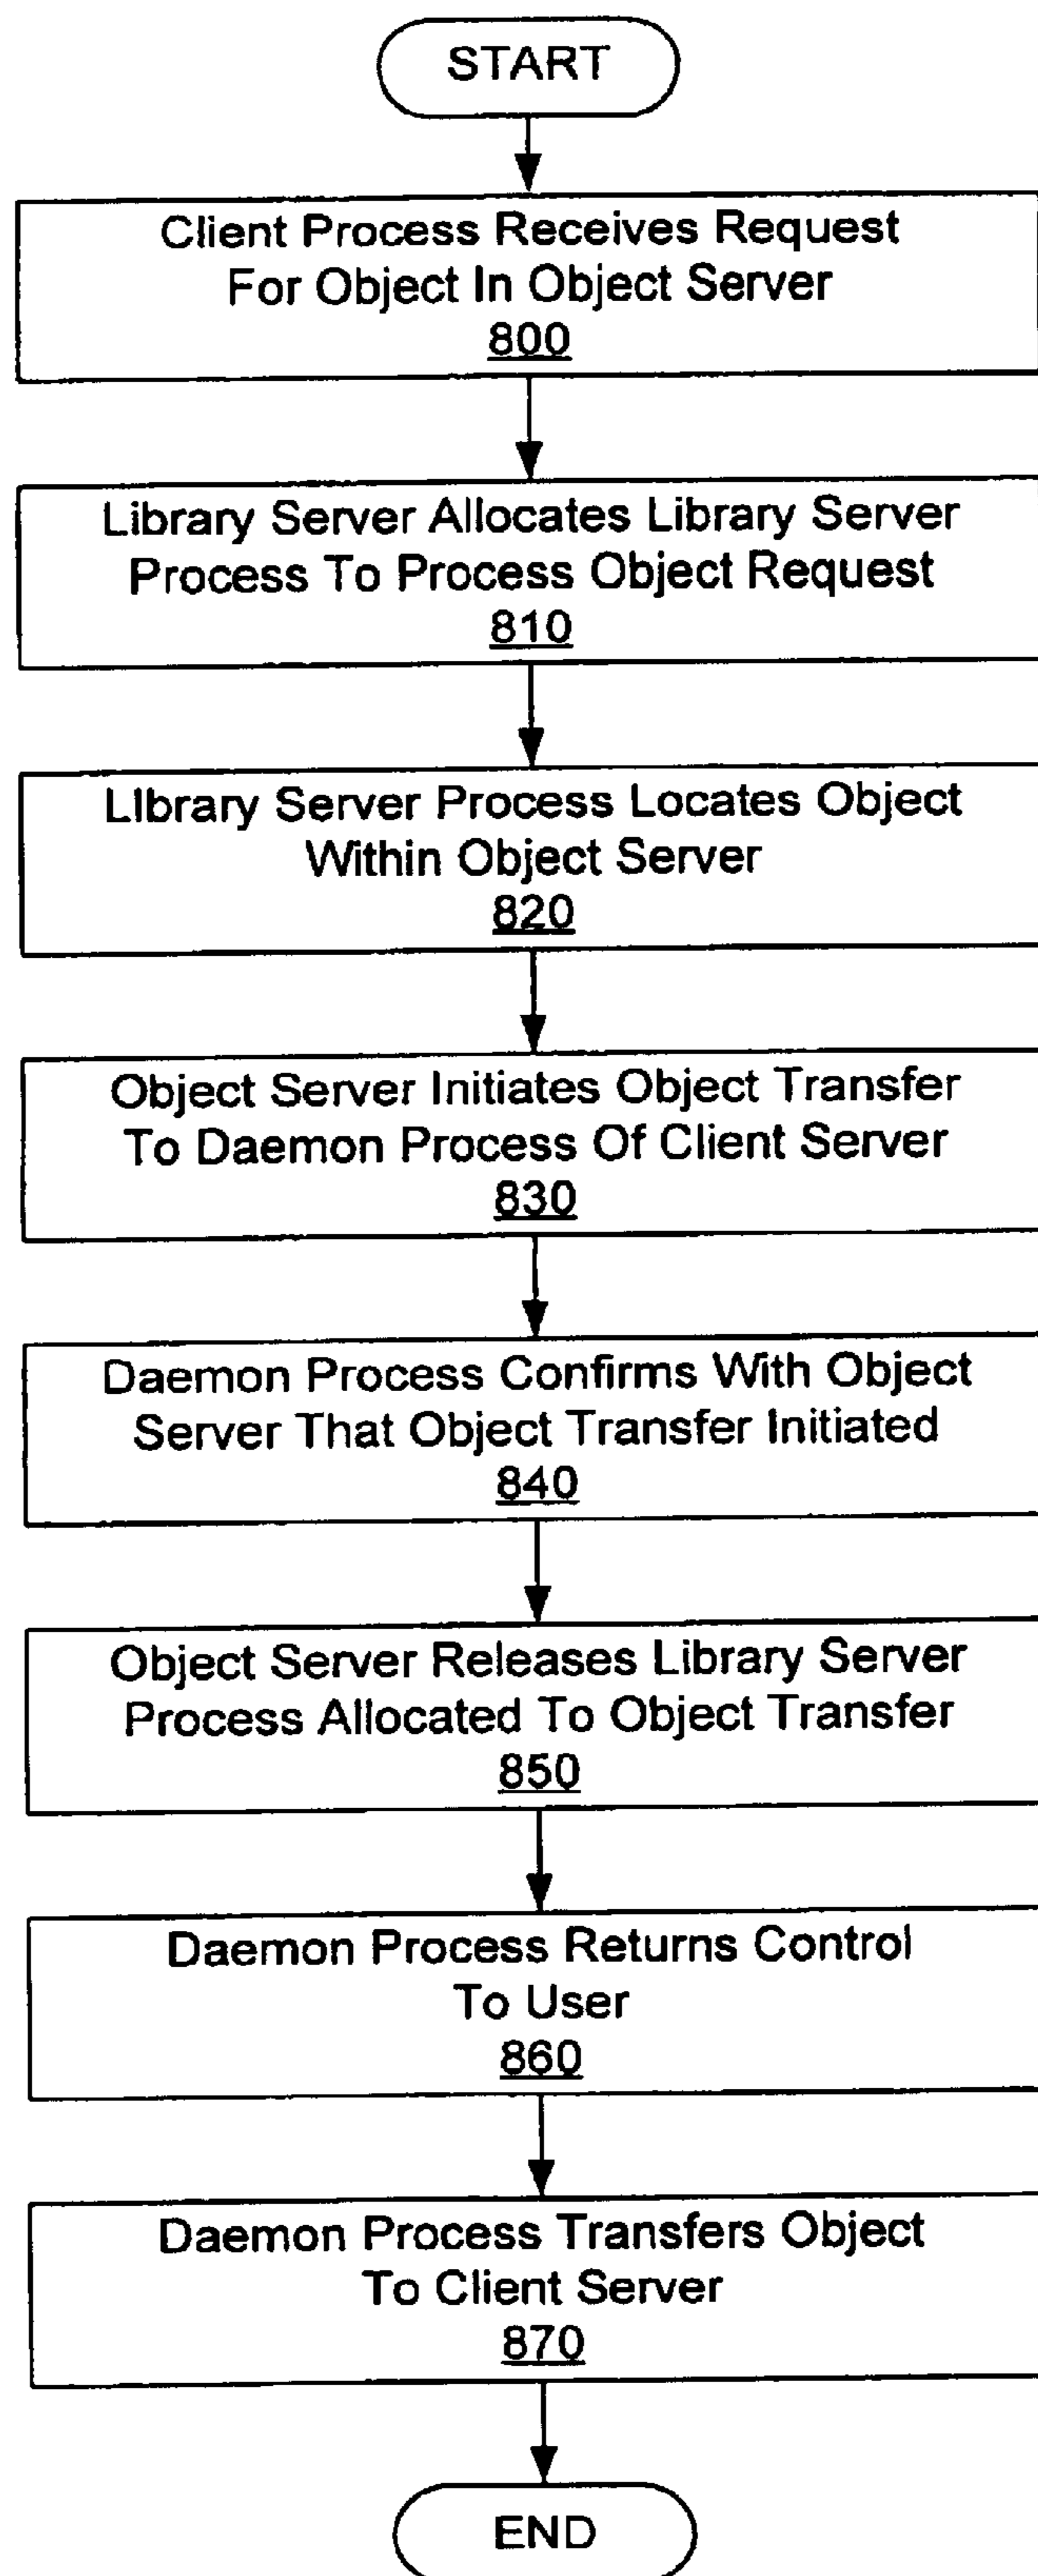 START
Client Process Receives Request
For Object In Object Server
800
Library Server Allocates Library Server
Process To Process Object Request
810
LIbrary Server Process Locates Object
Within Object Server
820
Object Server Initiates Object Transfer
To Daemon Process Of Client Server
830
Daemon Process Confirms With Object
Server That Object Transfer Initiated
840
Object Server Releases Library Server
Process Allocated To Object Transfer
850
Daemon Process Returns Control
To User
860
Daemon Process Transfers Object
To Client Server
870
END